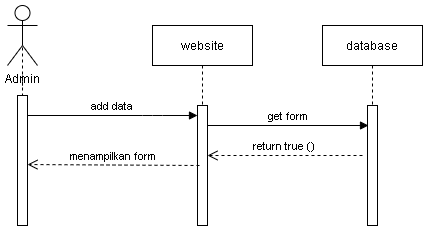 website
database
Admin
add data
get form
return true ()
menampilkan form